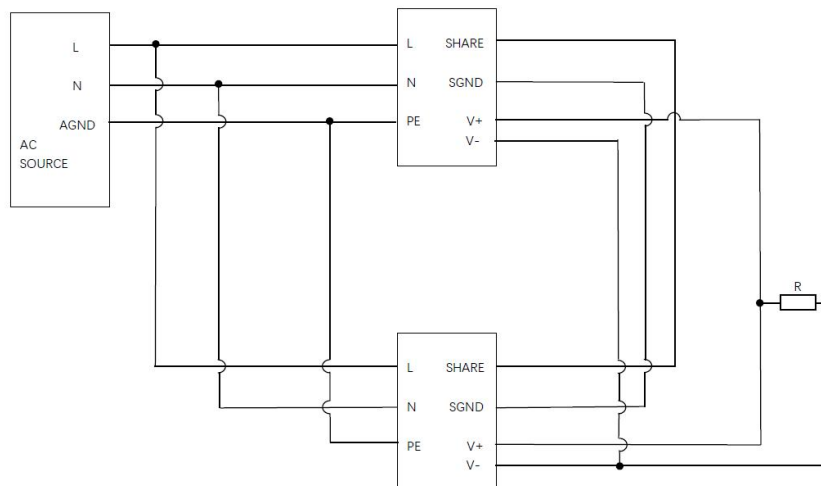 L
N
AGND
AC
SOURCE
L
SHARE
N
SGND
PE
V+
V-
R
L
SHARE
N
SGND
PE
V+
V-